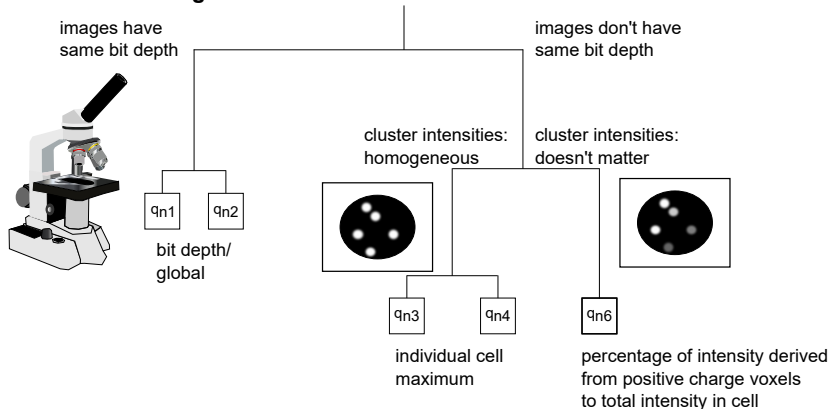 images have
same bit depth
images don't have
same bit depth
cluster intensities:
homogeneous
cluster intensities:
doesn't matter
qn1
qn2
bit depth/
global
qn3
qn4
individual cell
maximum
qn6
percentage of intensity derived
from positive charge voxels
to total intensity in cell